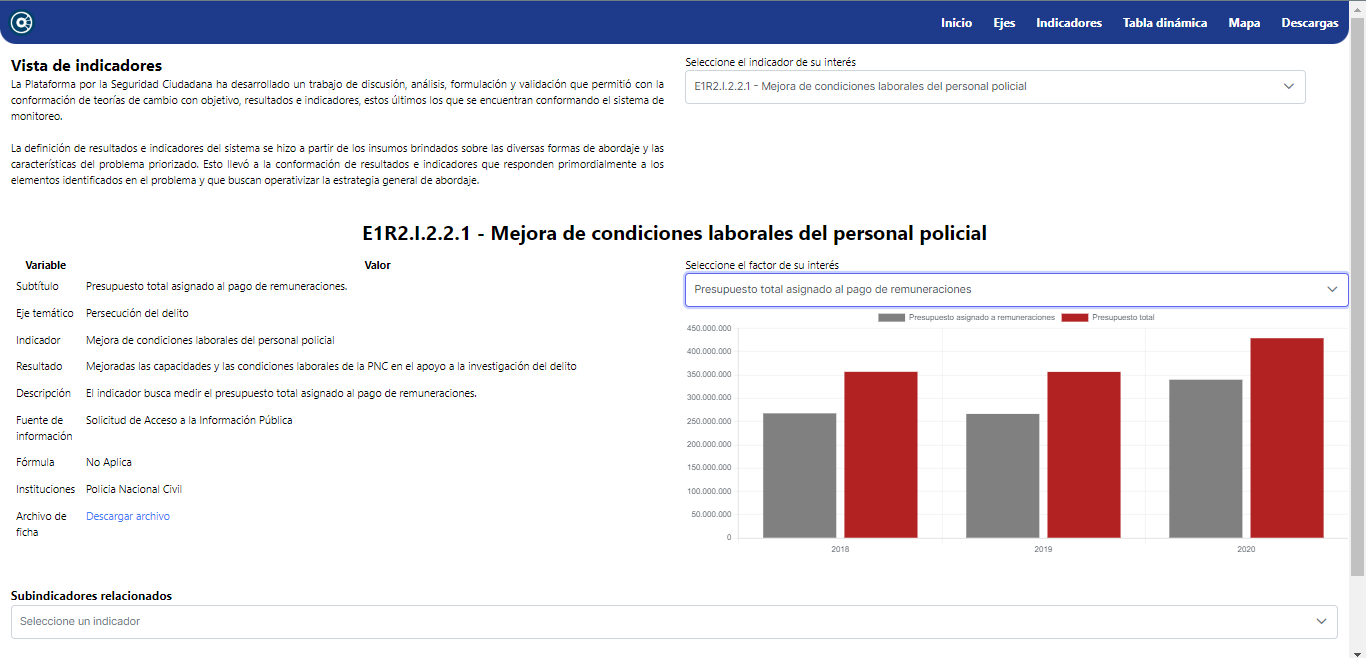 Inicio Ejes Indicadores Tabla dinámica Mapa Descargas
Vista de indicadores
La Plataforma por la Seguridad Ciudadana ha desarrollado un trabajo de discusión, análisis, formulación y validación que permitió con la
conformación de teorías de cambio con objetivo, resultados e indicadores, estos últimos los que se encuentran conformando el sistema de
monitoreo.
La definición de resultados e indicadores del sistema se hizo a partir de los insumos brindados sobre las diversas formas de abordaje y las
características del problema priorizado. Esto llevó a la conformación de resultados e indicadores que responden primordialmente a los
elementos identificados en el problema y que buscan operativizar la estrategia general de abordaje.
Seleccione el indicador de su interés
E1R2.I.2.2.1 - Mejora de condiciones laborales del personal policial
E1R2.I.2.2.1 - Mejora de condiciones laborales del personal policial
Variable Valor
Subtítulo Presupuesto total asignado al pago de remuneraciones.
Eje temático Persecución del delito
Indicador Mejora de condiciones laborales del personal policial
Resultado Mejoradas las capacidades y las condiciones laborales de la PNC en el apoyo a la investigación del delito
Descripción El indicador busca medir el presupuesto total asignado al pago de remuneraciones.
Fuente de Solicitud de Acceso a la Información Pública
información
Fórmula No Aplica
Instituciones Policia Nacional Civil
Archivo de Descargar archivo
ficha
Seleccione el factor de su interés
Presupuesto total asignado al pago de remuneraciones
Presupuesto asignado a remuneraciones Presupuesto total
450.000.000
400.000.000
350.000.000
300.000.000
250.000.000
200.000.000
150.000.000
100.000.000
50.000.000
0
2018 2019 2020
Subindicadores relacionados
Seleccione un indicador